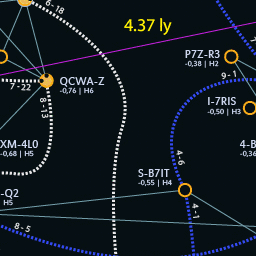 6-18
4.37 ly
P7Z-R3
-0,38 | H2
QCWA-Z
-0,76 | H6
7-22
9-1
8-13
I-7RIS
-0,50 | H3
XM-4L0
-0,68 | H5
4-6
S-B7IT
-0,55 | H4
-Q2
H5
4-1
8-5